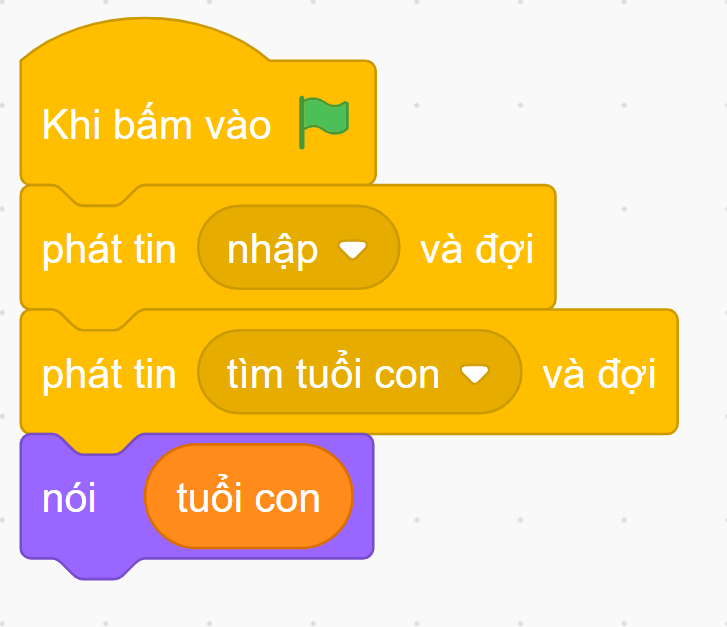 Khi bấm vào
phát tin nhập và đợi
phát tin tìm tuổi con và đợi
nói tuổi con